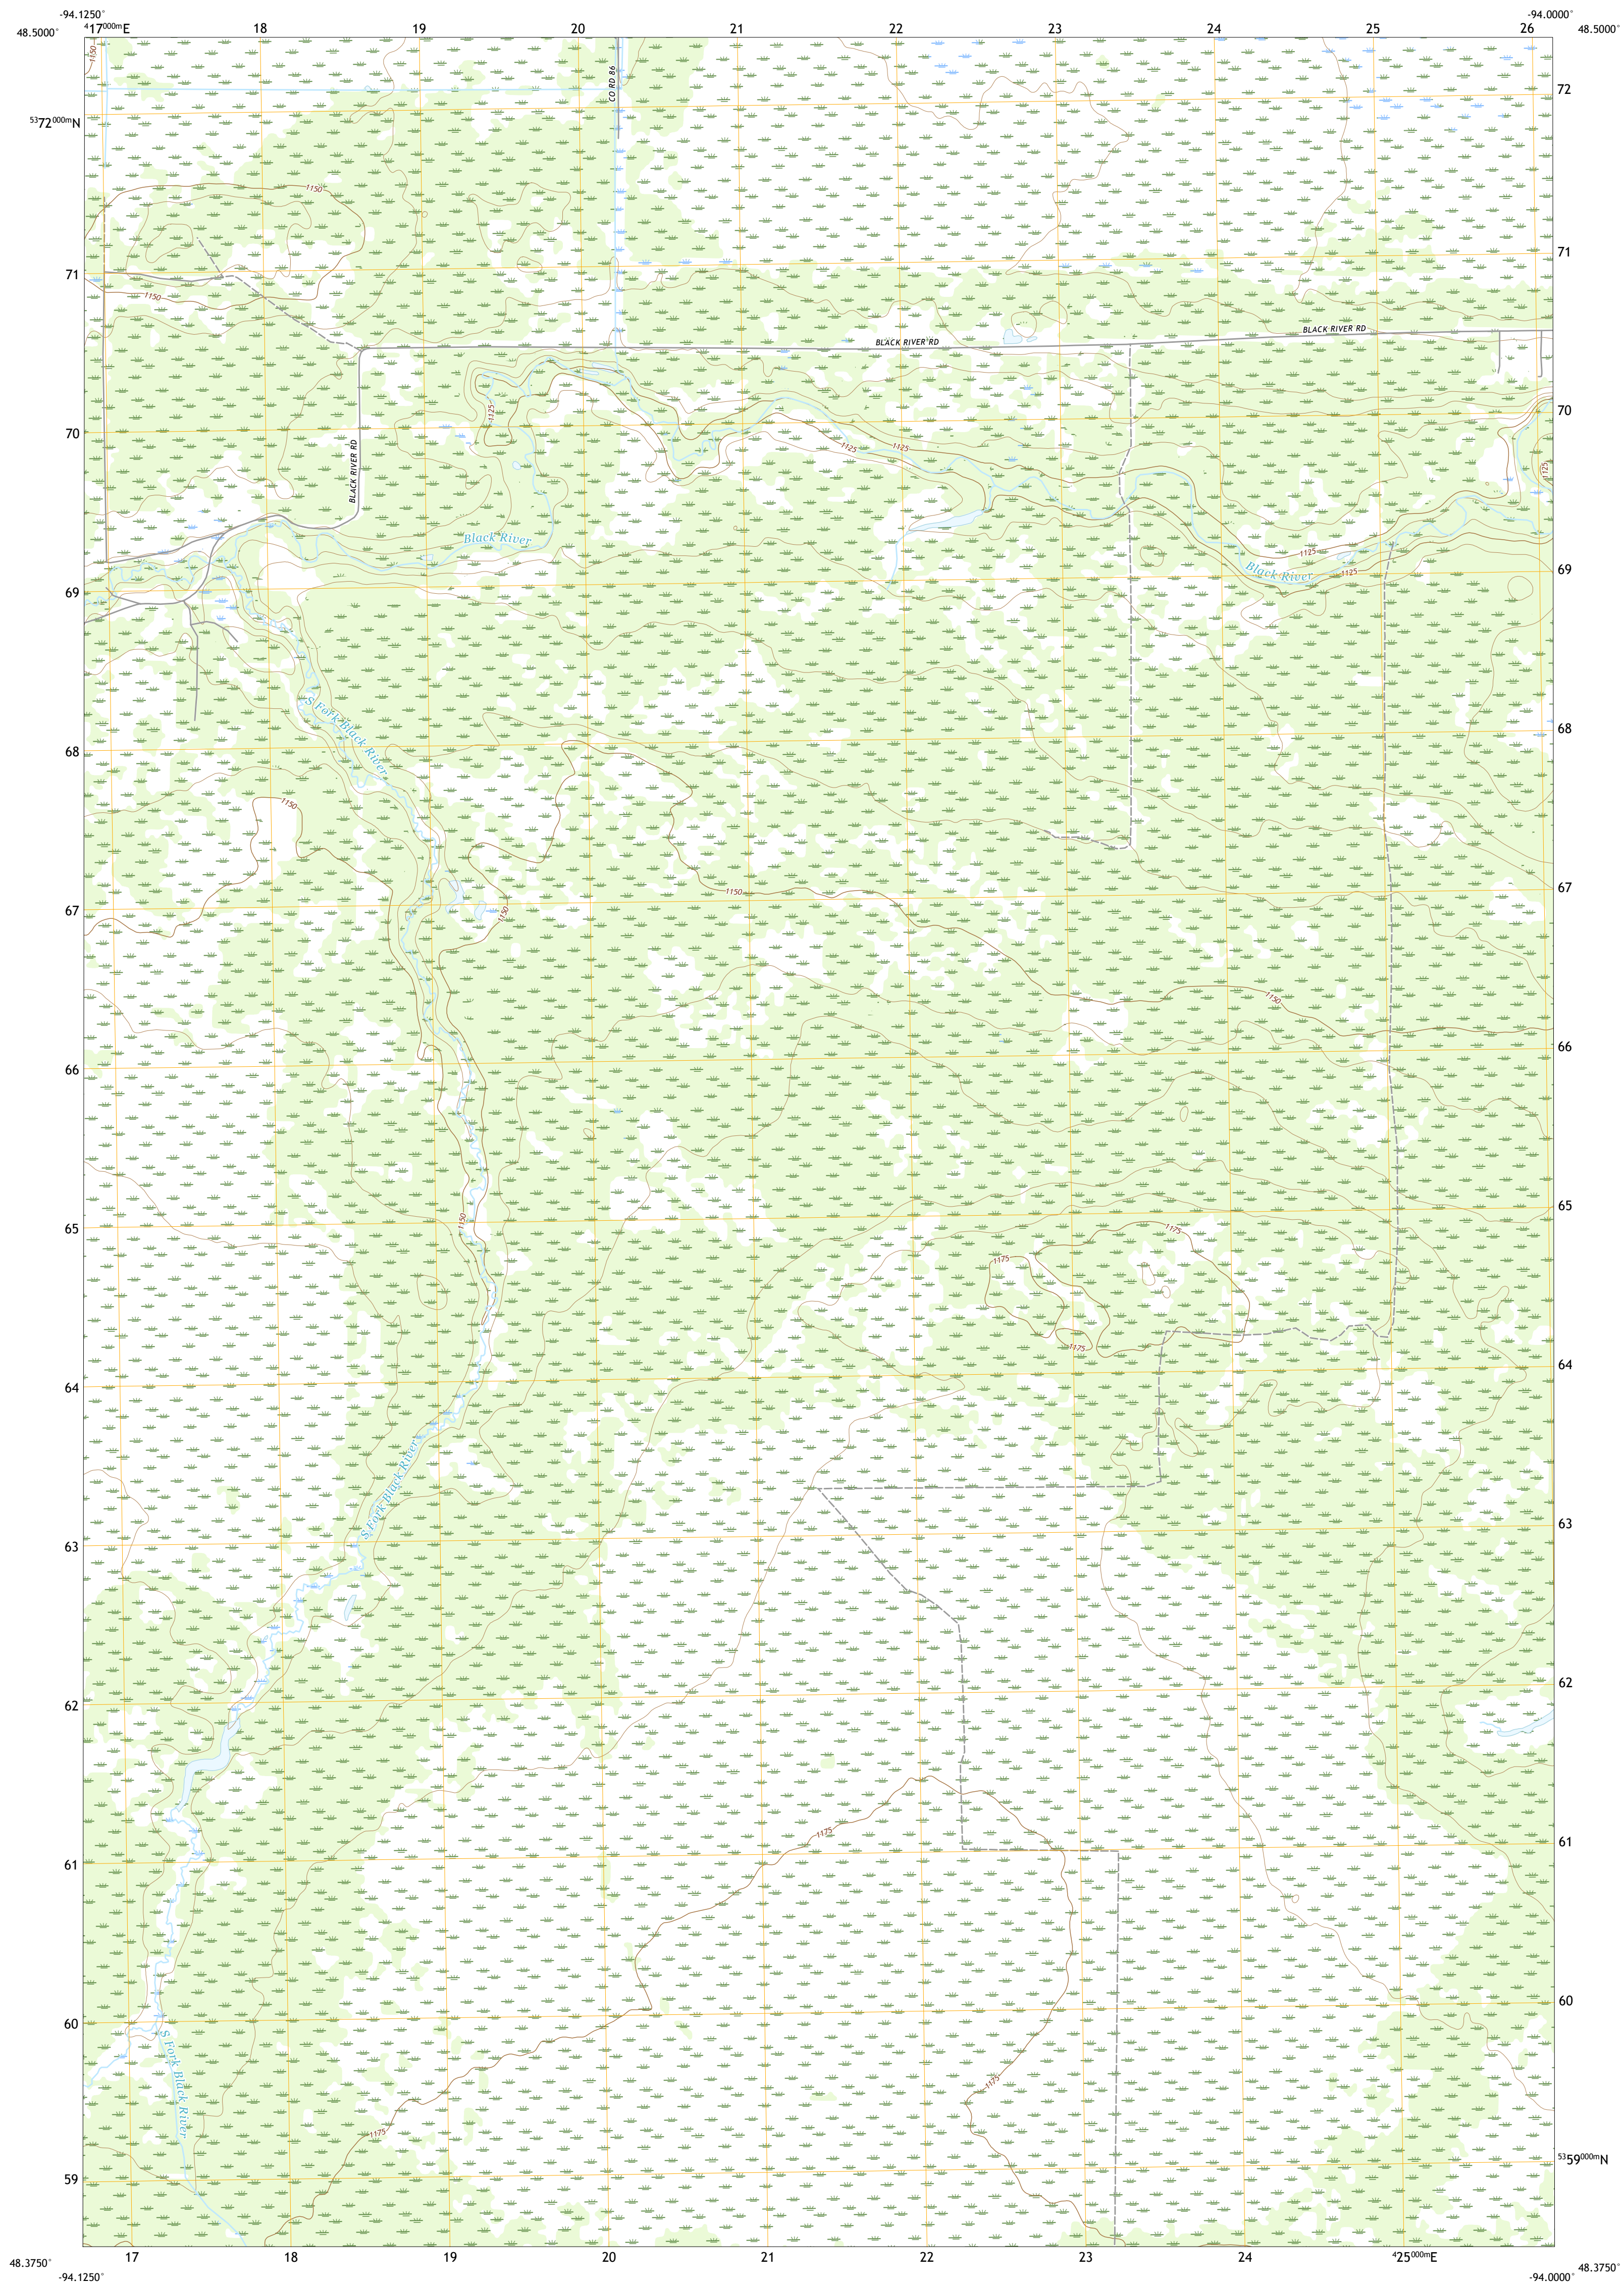 -94.1250° -94.0000°
48.5000° ⁴17⁰⁰⁰ᵐE 18 19 20 21 22 23 24 25 26 48.5000°
1150
CO RD 86
72
⁵³72⁰⁰⁰ᵐN
1150
71 71
1150
BLACK RIVER RD
BLACK RIVER RD
1125
70 70
1125
1125
BLACK RIVER RD
1125
Black River
1125
Black River
1125
69 69
S Fork Black River
68 68
1150
67 1150 67
1150
1150
66 66
65 1150 65
1175
1175
1175
64 64
S Fork Black River
63 63
62 62
1175
61 61
60 60
S Fork Black River
1175
1175
59 ⁵³59⁰⁰⁰ᵐN
48.3750° 17 18 19 20 21 22 23 24 ⁴25⁰⁰⁰ᵐE 48.3750°
-94.1250° -94.0000°